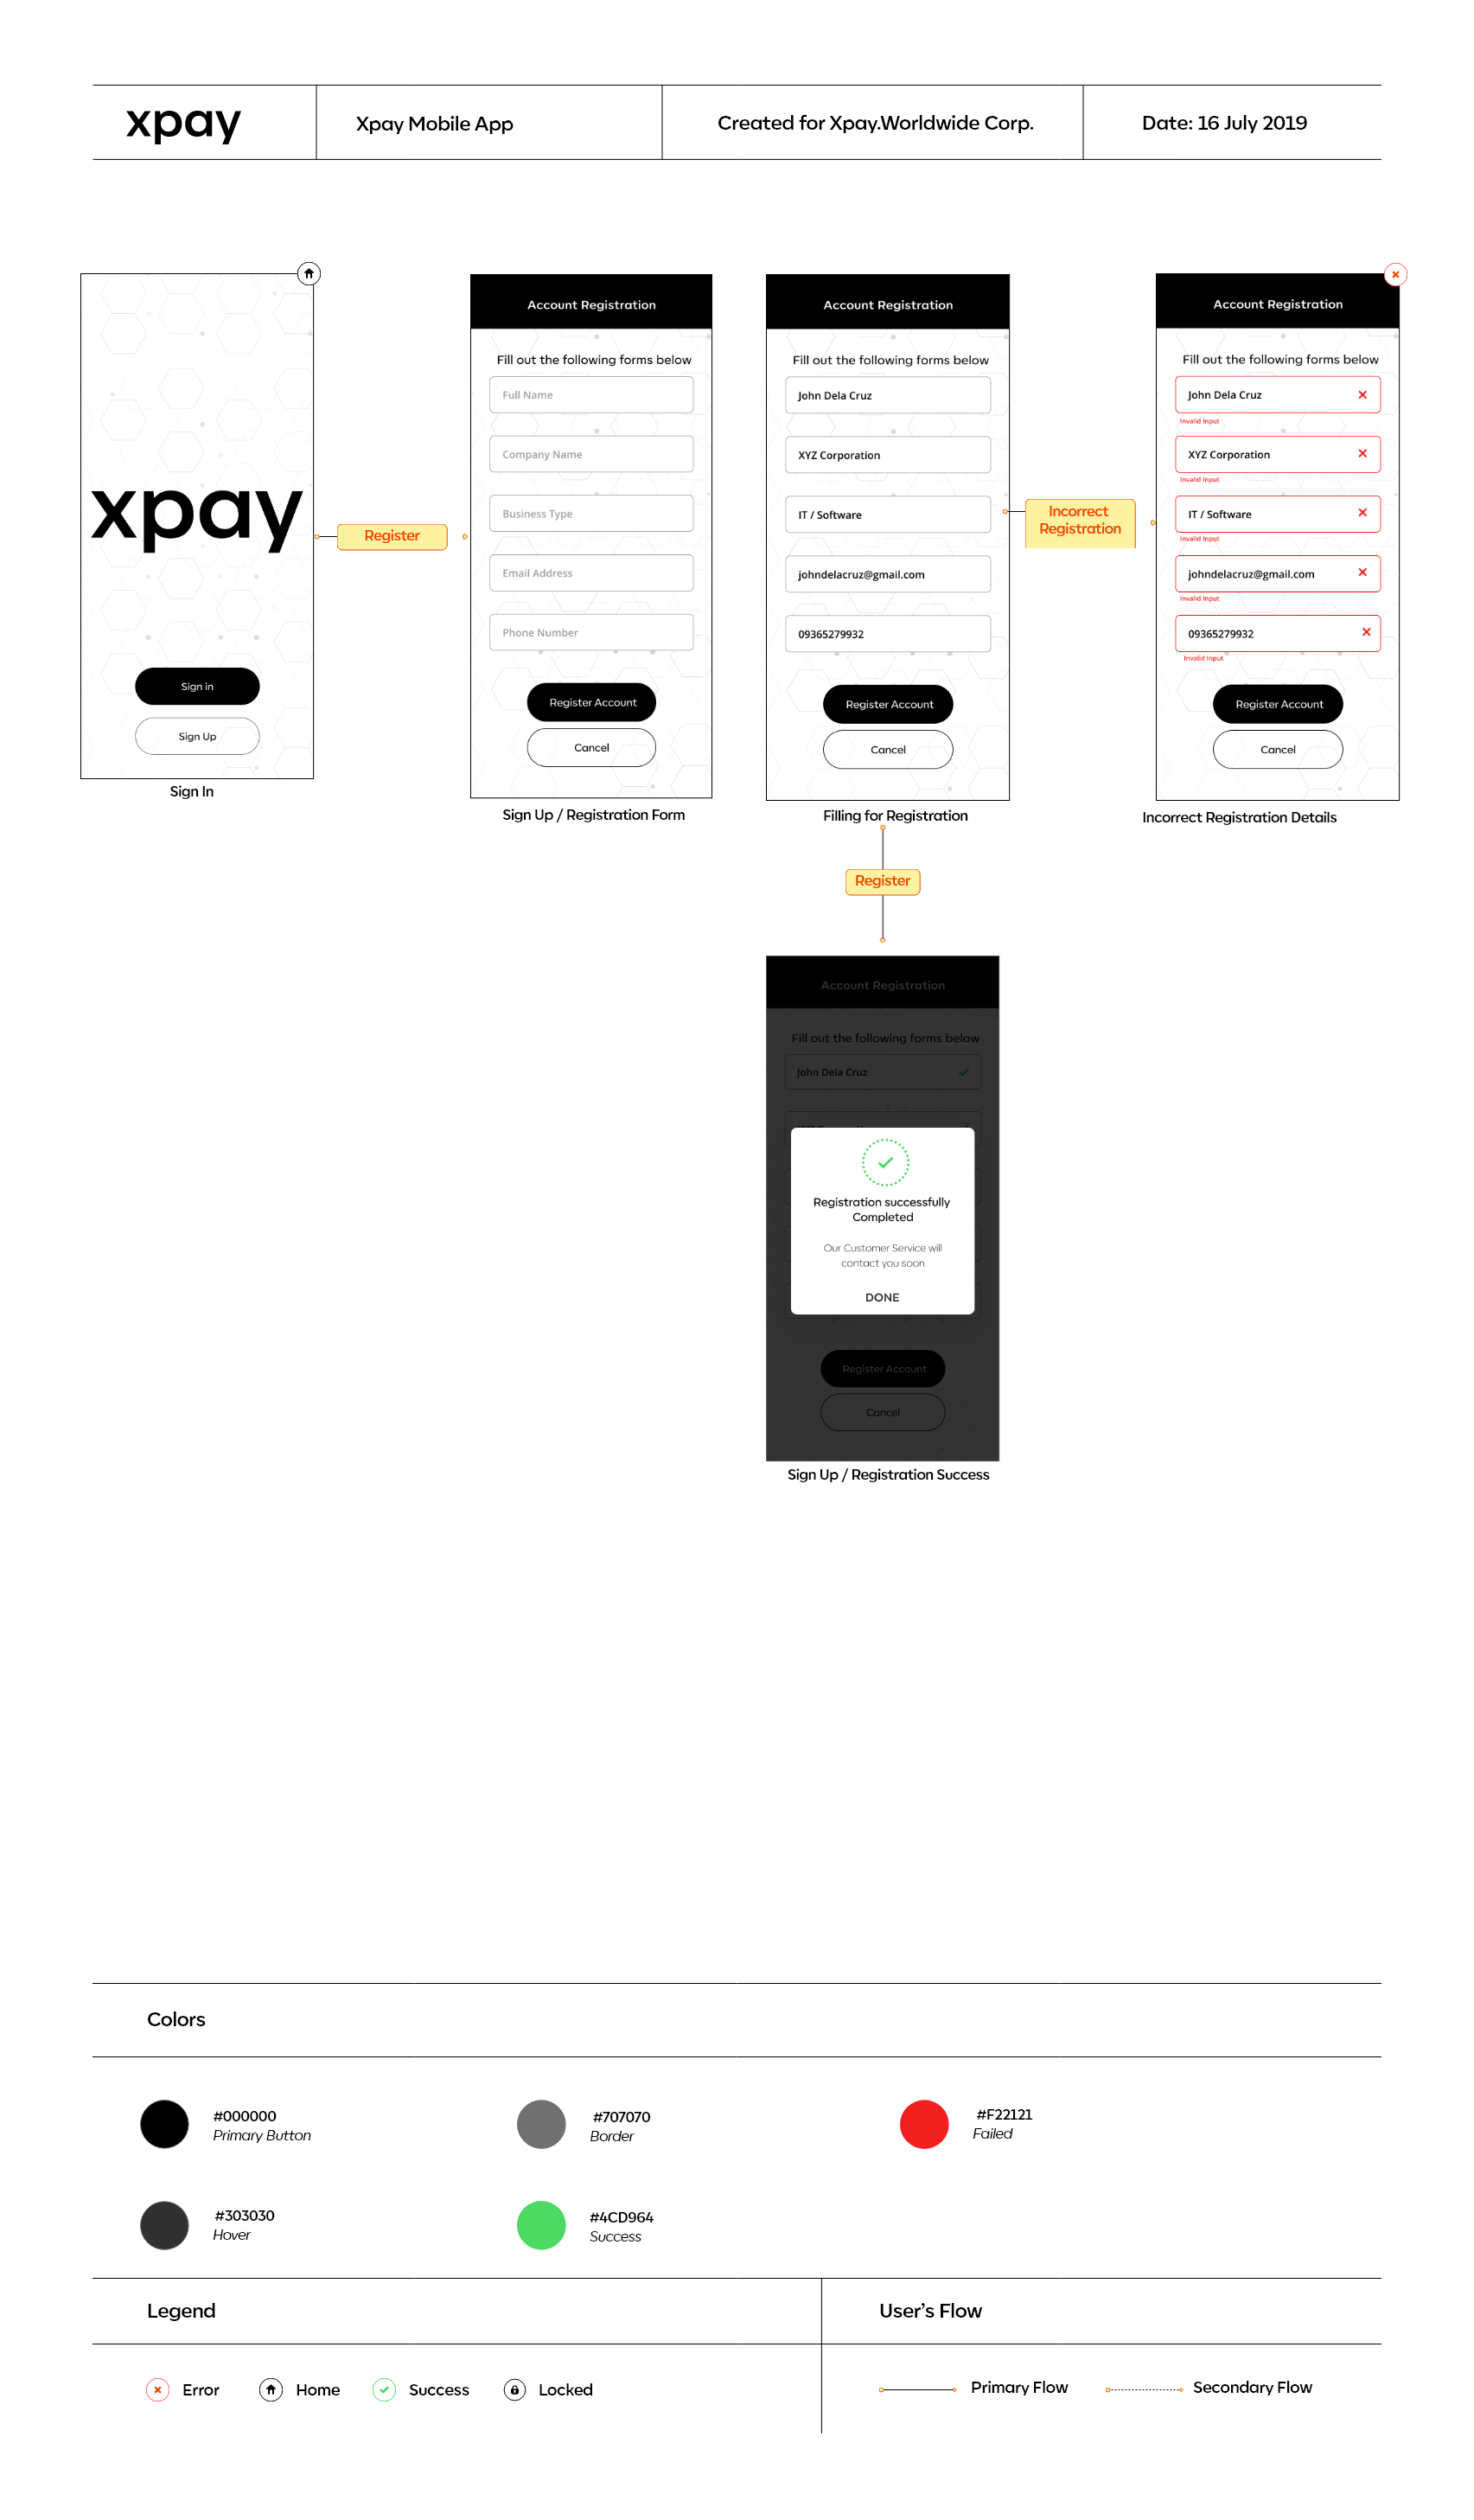 xpay
Xpay Mobile App
Created for Xpay.Worldwide Corp.
Date: 16 July 2019
xpay
Sign in
Sign Up
Sign In
Register
Account Registration
Fill out the following forms below
Full Name
Company Name
Business Type
Email Address
Phone Number
Register Account
Cancel
Sign Up / Registration Form
Account Registration
Fill out the following forms below
John Dela Cruz
XYZ Corporation
IT / Software
johndelacruz@gmail.com
09365279932
Register Account
Cancel
Filling for Registration
Incorrect
Registration
Account Registration
Fill out the following forms below
John Dela Cruz
Invalid Input
XYZ Corporation
Invalid Input
IT / Software
Invalid Input
johndelacruz@gmail.com
Invalid Input
09365279932
Invalid Input
Register Account
Cancel
Incorrect Registration Details
Register
Account Registration
Fill out the following forms below
John Dela Cruz
Registration successfully
Completed
Our Customer Service will
contact you soon
DONE
Register Account
Cancel
Sign Up / Registration Success
Colors
#000000
Primary Button
#707070
Border
#F22121
Failed
#303030
Hover
#4CD964
Success
Legend
User's Flow
Error
Home
Success
Locked
Primary Flow
Secondary Flow